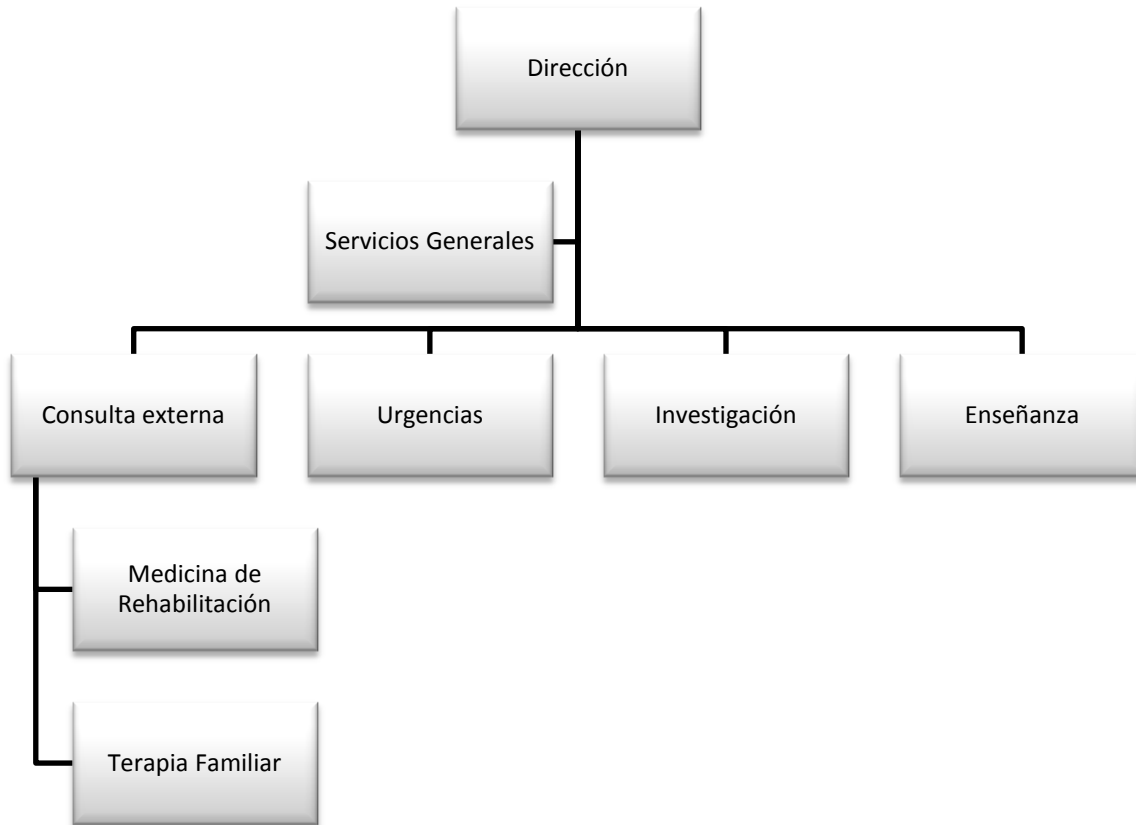 Dirección
Servicios Generales
Consulta externa
Urgencias
Investigación
Enseñanza
Medicina de
Rehabilitación
Terapia Familiar